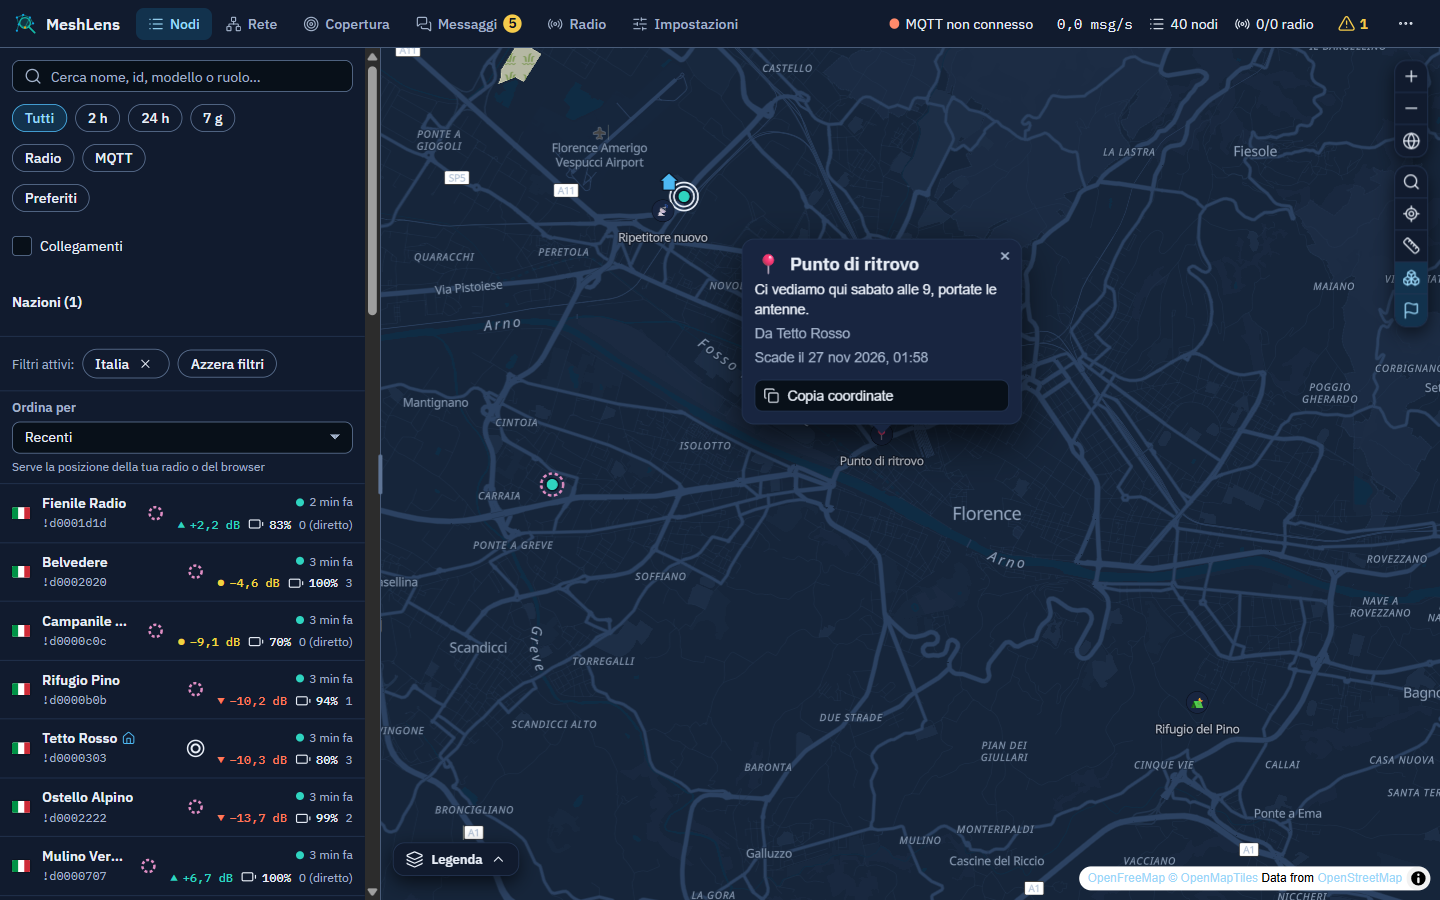 MeshLens
Nodi
Rete
Copertura
Messaggi 5
Radio
Impostazioni
MQTT non connesso
0,0 msg/s
40 nodi
0/0 radio
1
Cerca nome, id, modello o ruolo...
Tutti
2 h
24 h
7 g
Radio
MQTT
Preferiti
Collegamenti
Nazioni (1)
Filtri attivi:
Italia
Azzera filtri
Ordina per
Recenti
Serve la posizione della tua radio o del browser
Fienile Radio
2 min fa
!d0001d1d
+2,2 dB 83% 0 (diretto)
Belvedere
3 min fa
!d0002020
−4,6 dB 100% 3
Campanile ...
3 min fa
!d0000c0c
−9,1 dB 70% 0 (diretto)
Rifugio Pino
3 min fa
!d0000b0b
−10,2 dB 94% 1
Tetto Rosso
3 min fa
!d0000303
−10,3 dB 80% 3
Ostello Alpino
3 min fa
!d0002222
−13,7 dB 99% 2
Mulino Ver...
3 min fa
!d0000707
+6,7 dB 100% 0 (diretto)
A11
CASTELLO
PONTE A
GIOGOLI
Florence Amerigo
Vespucci Airport
LA LASTRA
Fiesole
SP5
A11
Ripetitore nuovo
QUARACCHI
PERETOLA
Via Pistoiese
Arno
Fosso
MAIANO
Punto di ritrovo
Ci vediamo qui sabato alle 9, portate le
antenne.
Da Tetto Rosso
Scade il 27 nov 2026, 01:58
Copia coordinate
POGGIO
GHERARDO
Mantignano
CINTOIA
ISOLOTTO
Punto di ritrovo
CARRAIA
Florence
PONTE A GREVE
Arno
ROVEZZANO
SOFFIANO
NAVE A
ROVEZZANO
Greve
Scandicci
TORREGALLI
SCANDICCI ALTO
DUE STRADE
Rifugio del Pino
PIAN DEI
GIULLARI
BARONTA
CINQUE VIE
CALLAI
CASA NUOVA
BRONCIGLIANO
Ponte a Ema
A1
MONTERIPALDI
MULINO
A1
Legenda
Galluzzo
Cascine del Riccio
VACCIANO
A1
LA GORA
NICCHERI
OpenFreeMap © OpenMapTiles Data from OpenStreetMap